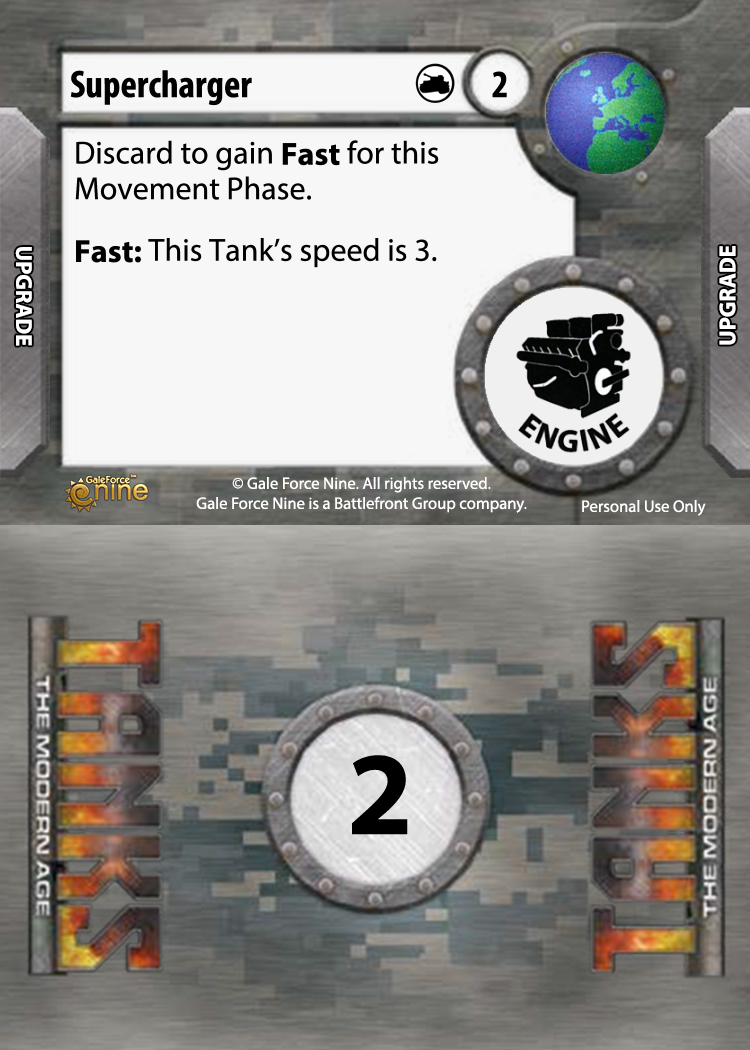 Supercharger 2
Discard to gain Fast for this
Movement Phase.
Fast: This Tank’s speed is 3.
UPGRADE
UPGRADE
ENGINE
GaleForce™
nine
© Gale Force Nine. All rights reserved.
Gale Force Nine is a Battlefront Group company.
Personal Use Only
TANKS
THE MODERN AGE
2
TANKS
THE MODERN AGE